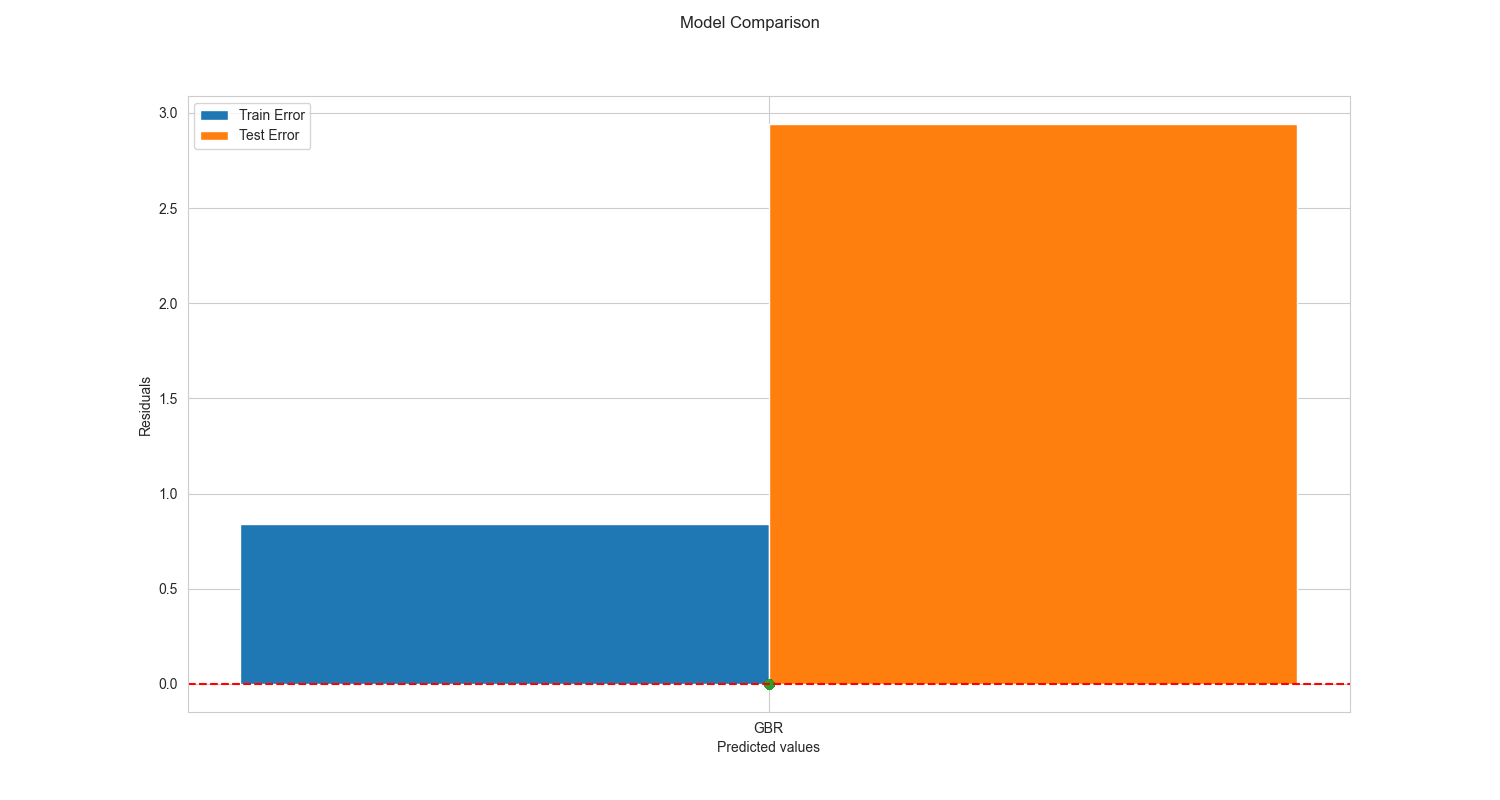 Model Comparison
Train Error
Test Error
3.0
2.5
2.0
1.5
1.0
0.5
0.0
Residuals
GBR
Predicted values